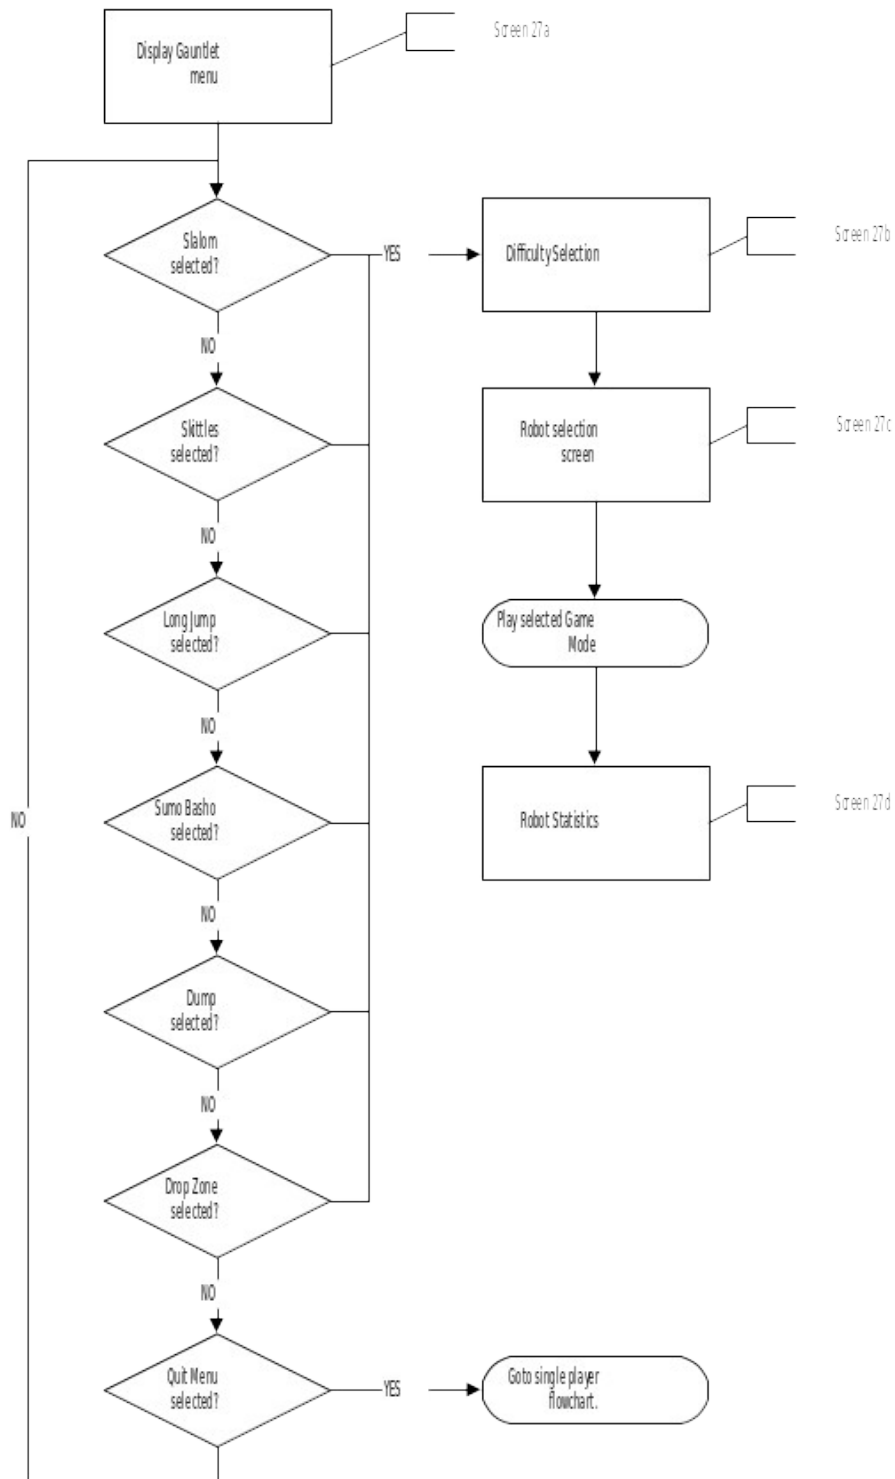 Display Gauntlet
menu
Screen 27a
Slalom
selected?
YES
Difficulty Selection
Screen 27b
NO
Skittles
selected?
Robot selection
screen
Screen 27c
NO
Long Jump
selected?
Play selected Game
Mode
NO
Sumo Basho
selected?
NO
Robot Statistics
Screen 27d
NO
Dump
selected?
NO
Drop Zone
selected?
NO
Quit Menu
selected?
YES
Goto single player
flowchart.